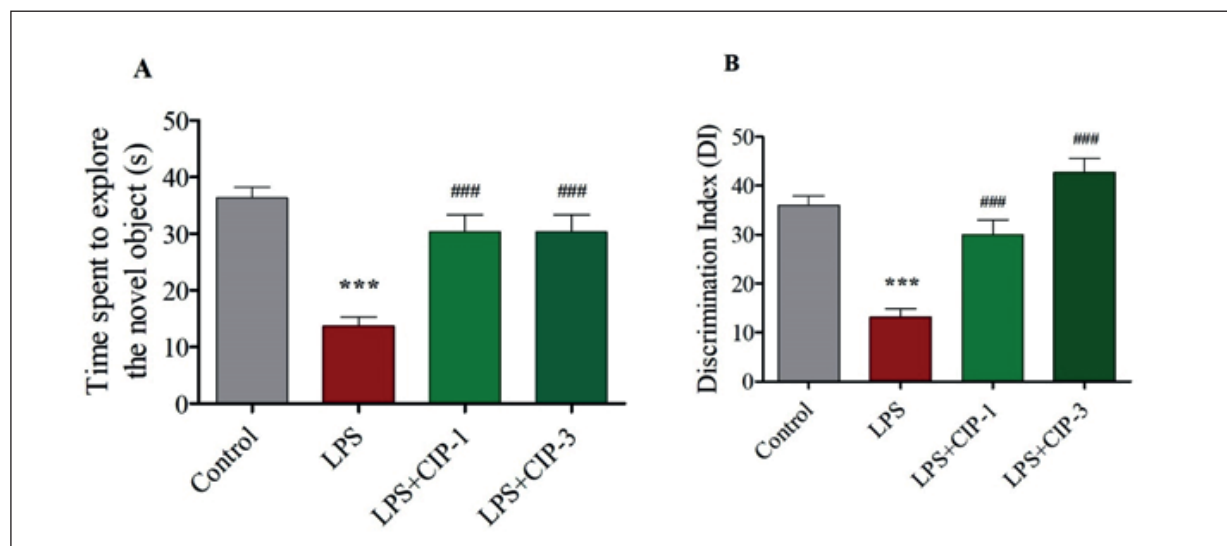 A
Time spent to explore
the novel object (s)
50
40
30
20
10
0
***
###
###
Control
LPS
LPS+CIP-1
LPS+CIP-3
B
Discrimination Index (DI)
50
40
30
20
10
0
***
###
###
Control
LPS
LPS+CIP-1
LPS+CIP-3